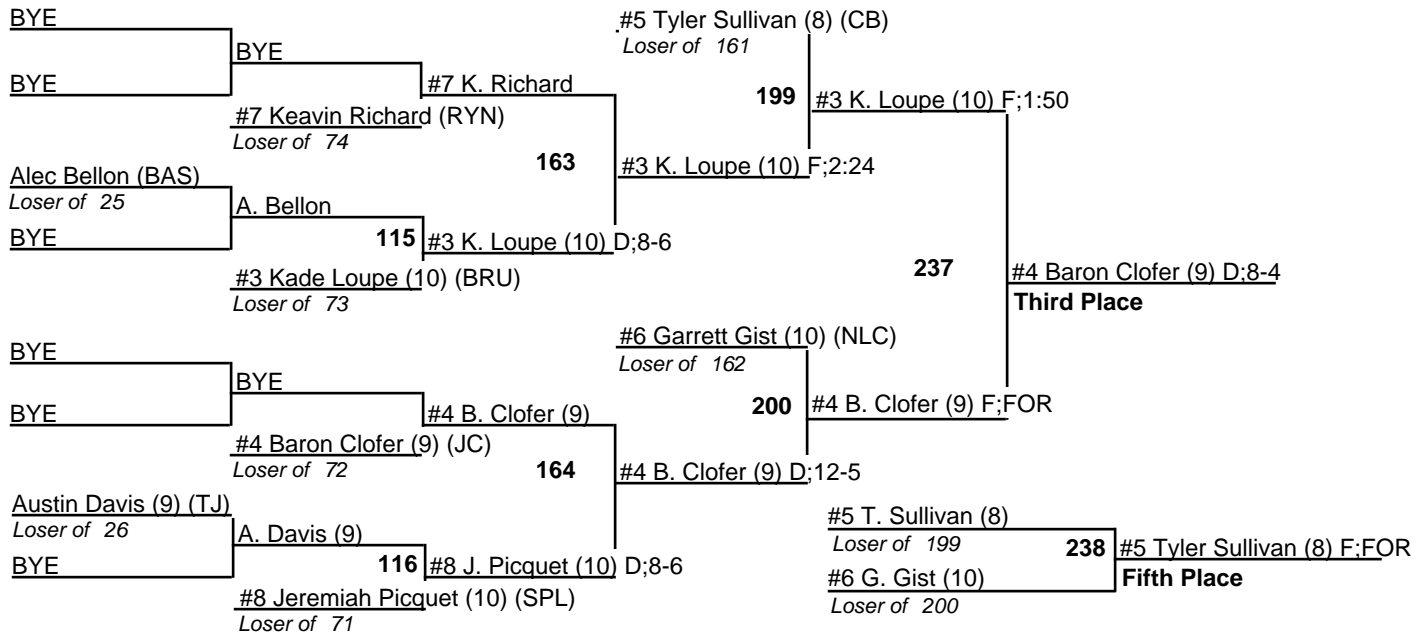 BYE
BYE
BYE
#7 K. Richard
#7 Keavin Richard (RYN)
Loser of 74
163
Alec Bellon (BAS)
Loser of 25
A. Bellon
BYE
115
#3 K. Loupe (10) D;8-6
#3 Kade Loupe (10) (BRU)
Loser of 73
#5 Tyler Sullivan (8) (CB)
Loser of 161
199
#3 K. Loupe (10) F;1:50
#3 K. Loupe (10) F;2:24
237
#4 Baron Clofer (9) D;8-4
Third Place
BYE
BYE
BYE
#4 B. Clofer (9)
#4 Baron Clofer (9) (JC)
Loser of 72
164
Austin Davis (9) (TJ)
Loser of 26
A. Davis (9)
BYE
116
#8 J. Picquet (10) D;8-6
#8 Jeremiah Picquet (10) (SPL)
Loser of 71
#6 Garrett Gist (10) (NLC)
Loser of 162
200
#4 B. Clofer (9) F;FOR
#4 B. Clofer (9) D;12-5
#5 T. Sullivan (8)
Loser of 199
238
#5 Tyler Sullivan (8) F;FOR
Fifth Place
#6 G. Gist (10)
Loser of 200